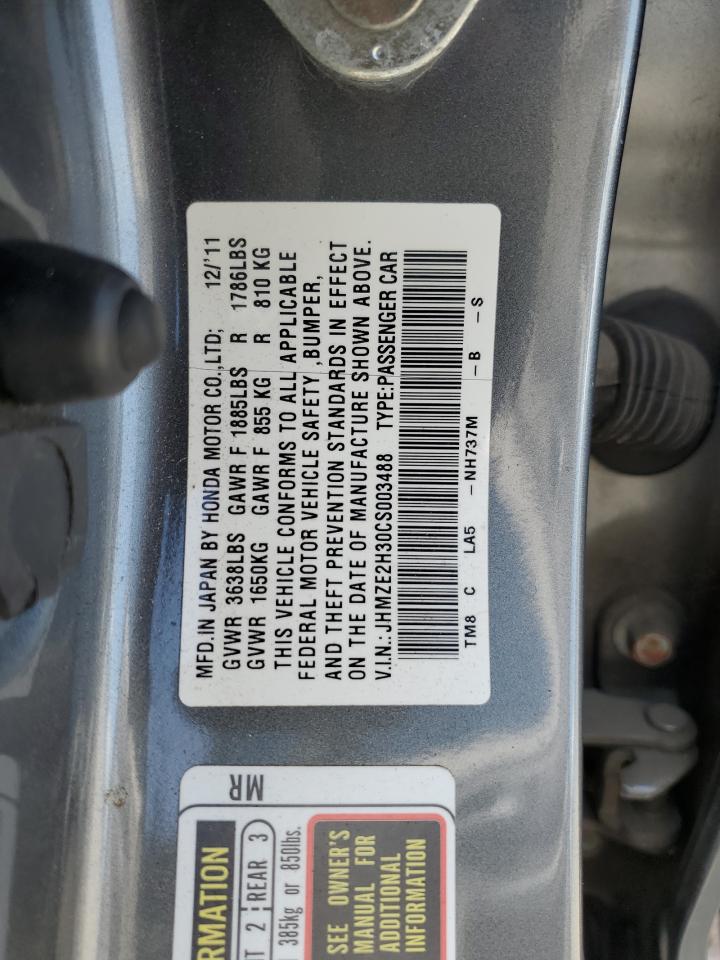 MFD.IN JAPAN BY HONDA MOTOR CO.,LTD; 12/'11
GVWR 3638LBS GAWR F 1885LBS R 1786LBS
GVWR 1650KG GAWR F 855 KG R 810 KG
THIS VEHICLE CONFORMS TO ALL APPLICABLE
FEDERAL MOTOR VEHICLE SAFETY ,BUMPER,
AND THEFT PREVENTION STANDARDS IN EFFECT
ON THE DATE OF MANUFACTURE SHOWN ABOVE.
V.I.N.: JHMZE2H30CS003488 TYPE:PASSENGER CAR
TM8 C LA5 -NH737M -B -S
MR
RMATION
T 2 REAR 3
385kg or 850lbs.
SEE OWNER'S
MANUAL FOR
ADDITIONAL
INFORMATION